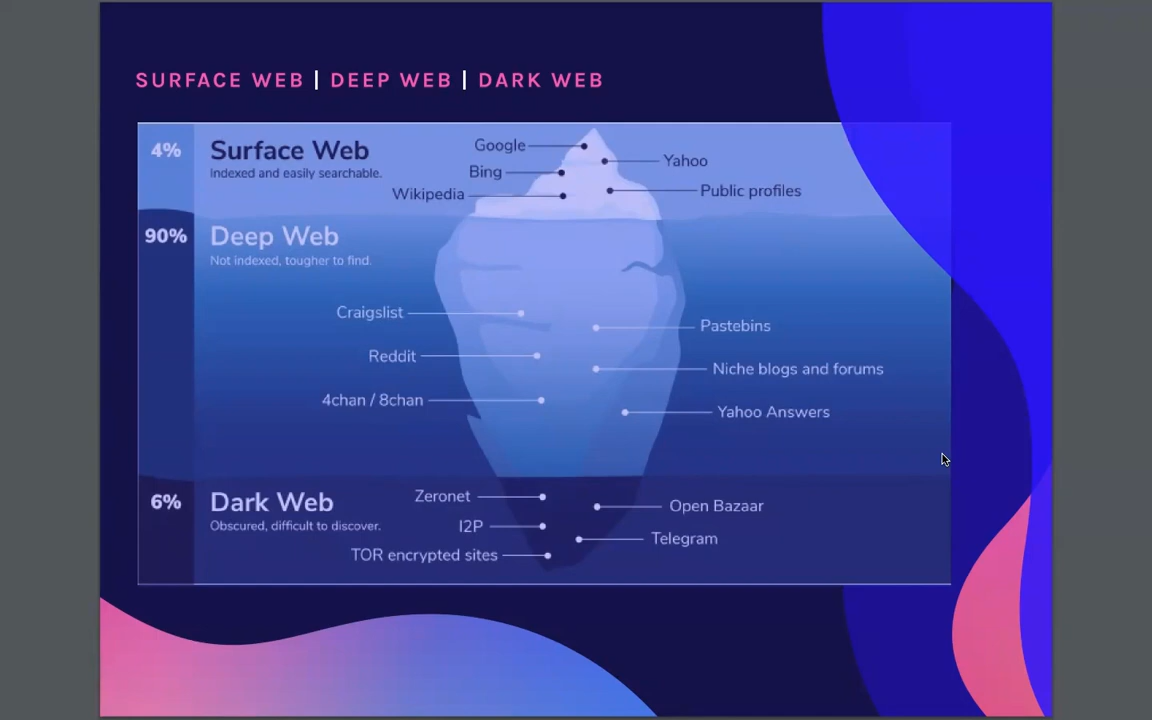 SURFACE WEB | DEEP WEB | DARK WEB
4%
Surface Web
Indexed and easily searchable.
Google
Bing
Wikipedia
Yahoo
Public profiles
90%
Deep Web
Not indexed, tougher to find.
Craigslist
Reddit
4chan / 8chan
Pastebins
Niche blogs and forums
Yahoo Answers
6%
Dark Web
Obscured, difficult to discover.
Zeronet
I2P
TOR encrypted sites
Open Bazaar
Telegram